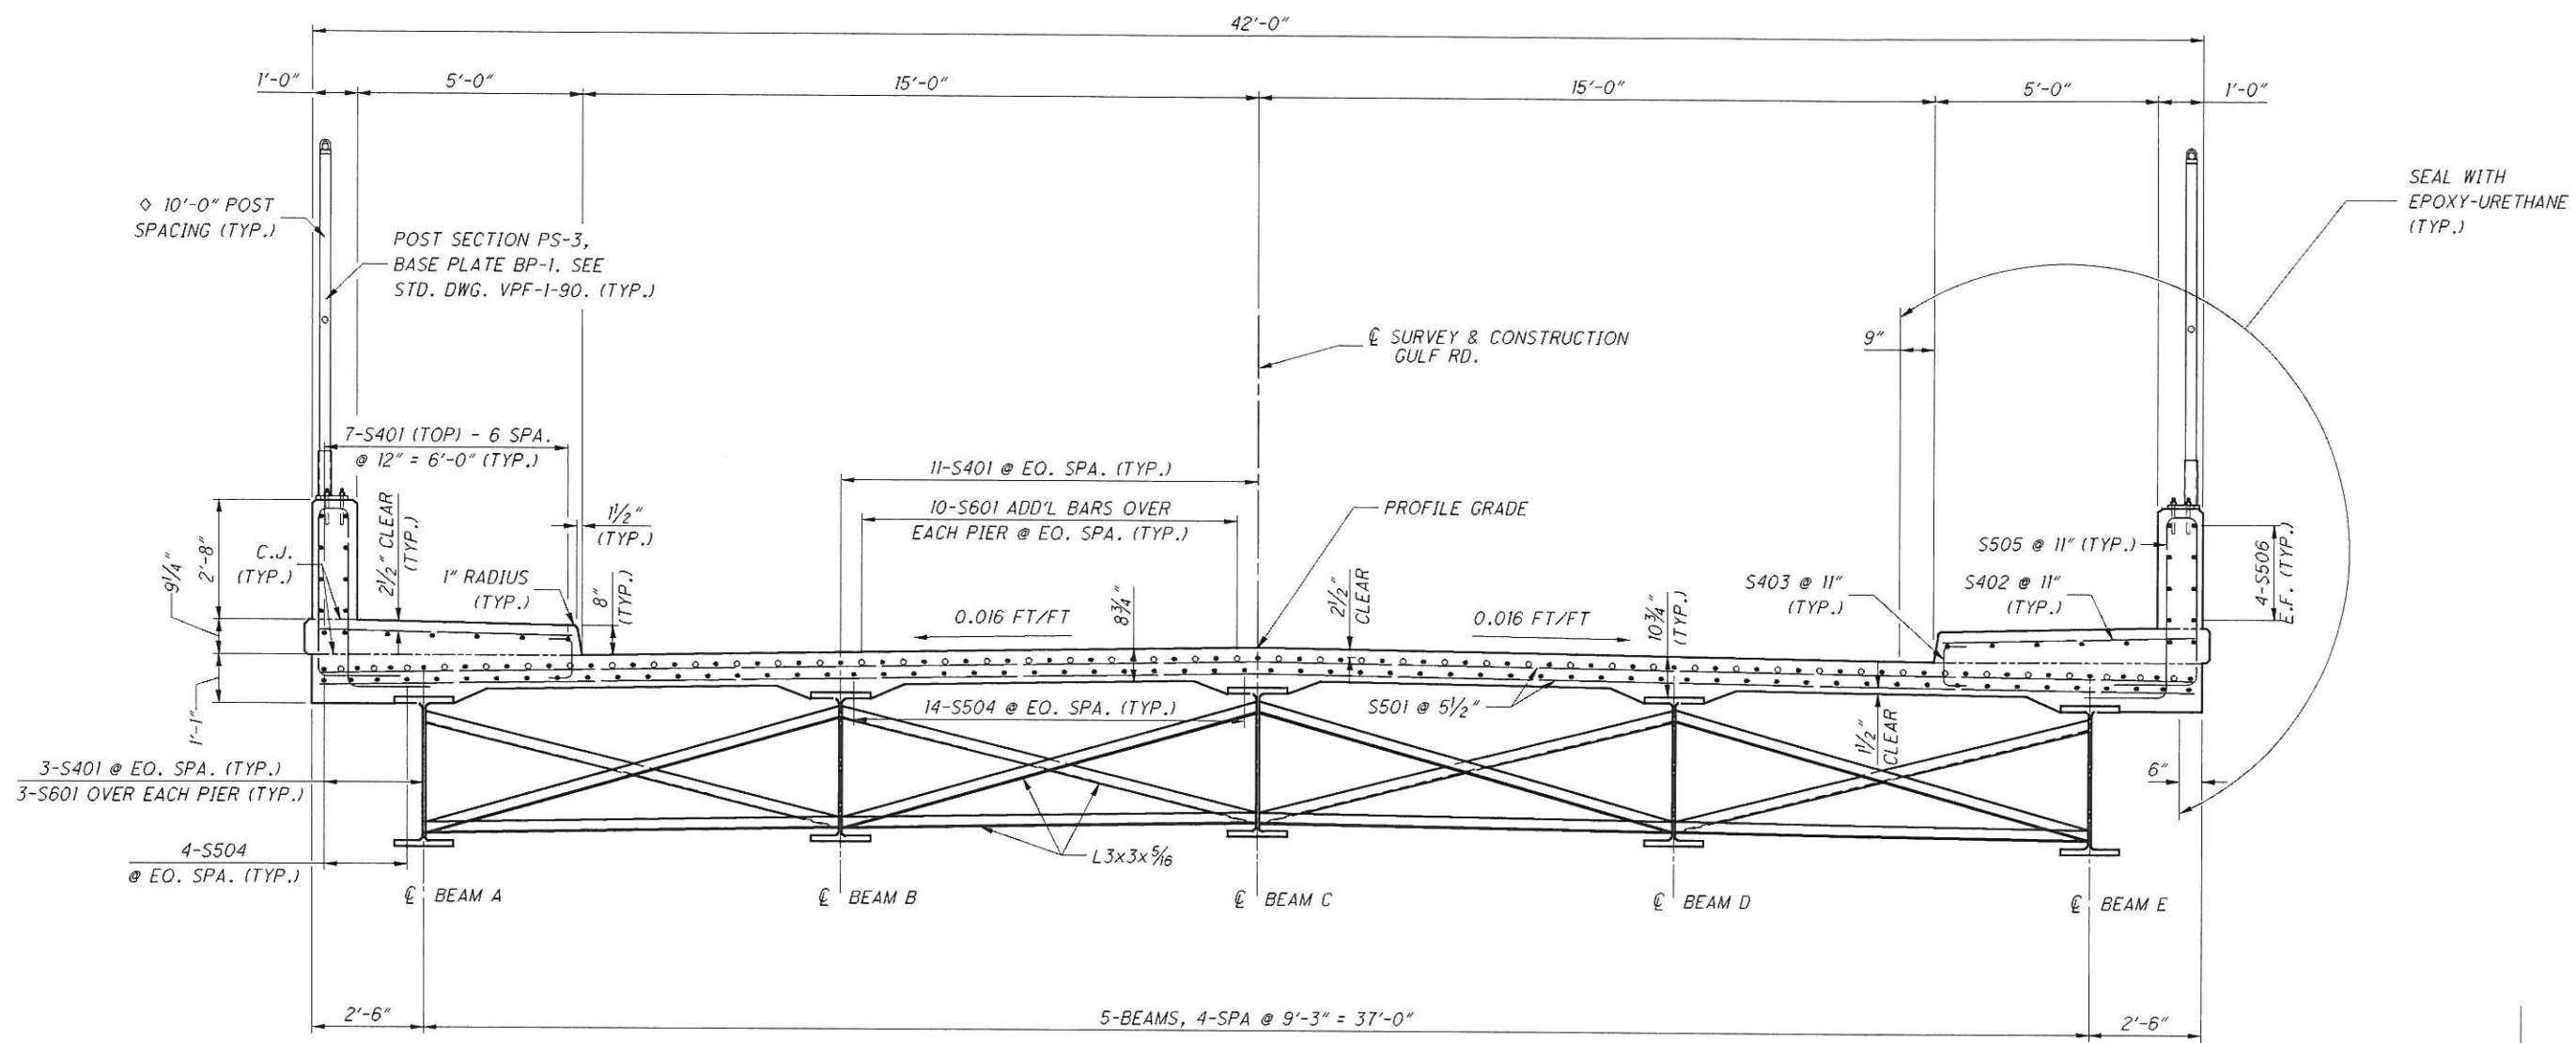 42'-0"
1'-0"
5'-0"
15'-0"
15'-0"
5'-0"
1'-0"
◇ 10'-0" POST
SPACING (TYP.)
POST SECTION PS-3,
BASE PLATE BP-1. SEE
STD. DWG. VPF-1-90. (TYP.)
SEAL WITH
EPOXY-URETHANE
(TYP.)
℄ SURVEY & CONSTRUCTION
GULF RD.
9"
7-S401 (TOP) - 6 SPA.
@ 12" = 6'-0" (TYP.)
11-S401 @ EQ. SPA. (TYP.)
10-S601 ADD'L BARS OVER
EACH PIER @ EQ. SPA. (TYP.)
PROFILE GRADE
1½"
(TYP.)
2½" CLEAR
(TYP.)
2'-8"
9¼"
C.J.
(TYP.)
1" RADIUS
(TYP.)
8"
(TYP.)
0.016 FT/FT
8¾"
2½"
CLEAR
0.016 FT/FT
10¾"
(TYP.)
S505 @ 11" (TYP.)
S403 @ 11"
(TYP.)
S402 @ 11"
(TYP.)
4-S506
E.F. (TYP.)
1'-1"
14-S504 @ EQ. SPA. (TYP.)
S501 @ 5½"
1½"
CLEAR
6"
3-S401 @ EQ. SPA. (TYP.)
3-S601 OVER EACH PIER (TYP.)
4-S504
@ EQ. SPA. (TYP.)
L3x3x5/16
℄ BEAM A
℄ BEAM B
℄ BEAM C
℄ BEAM D
℄ BEAM E
2'-6"
5-BEAMS, 4-SPA @ 9'-3" = 37'-0"
2'-6"